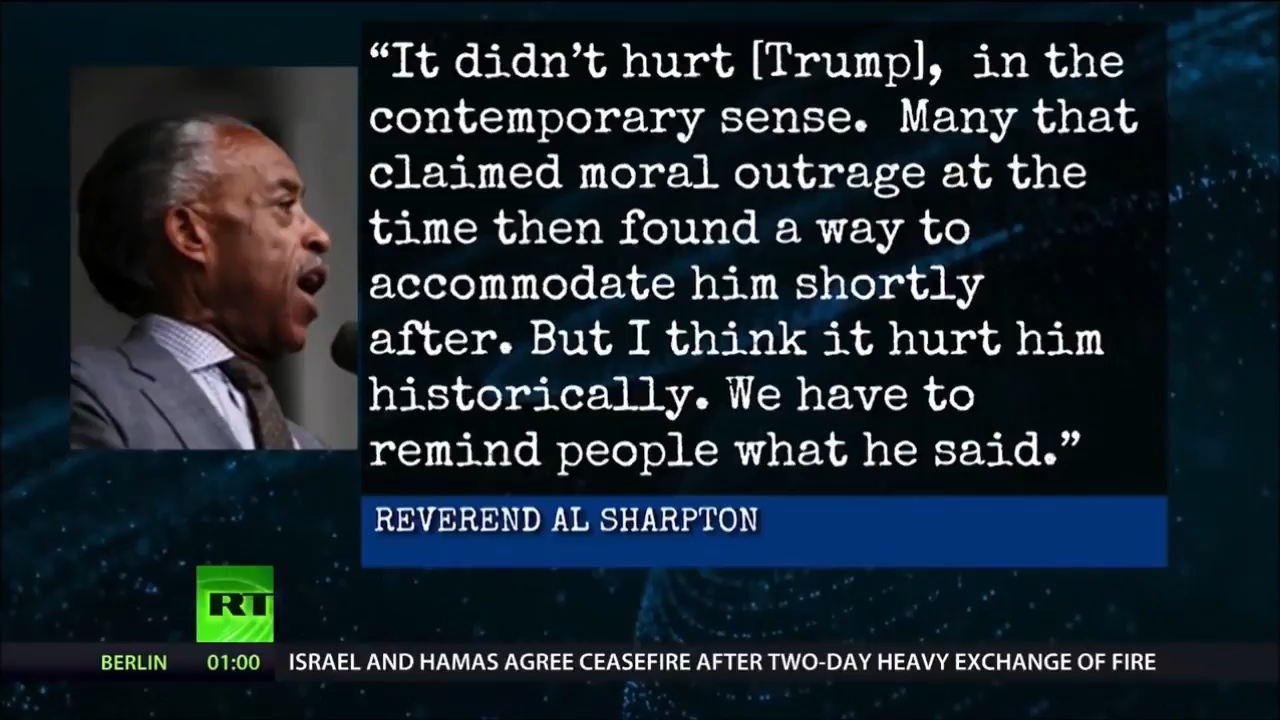 “It didn’t hurt [Trump], in the
contemporary sense. Many that
claimed moral outrage at the
time then found a way to
accommodate him shortly
after. But I think it hurt him
historically. We have to
remind people what he said.”
REVEREND AL SHARPTON
RT
BERLIN 01:00 ISRAEL AND HAMAS AGREE CEASEFIRE AFTER TWO-DAY HEAVY EXCHANGE OF FIRE